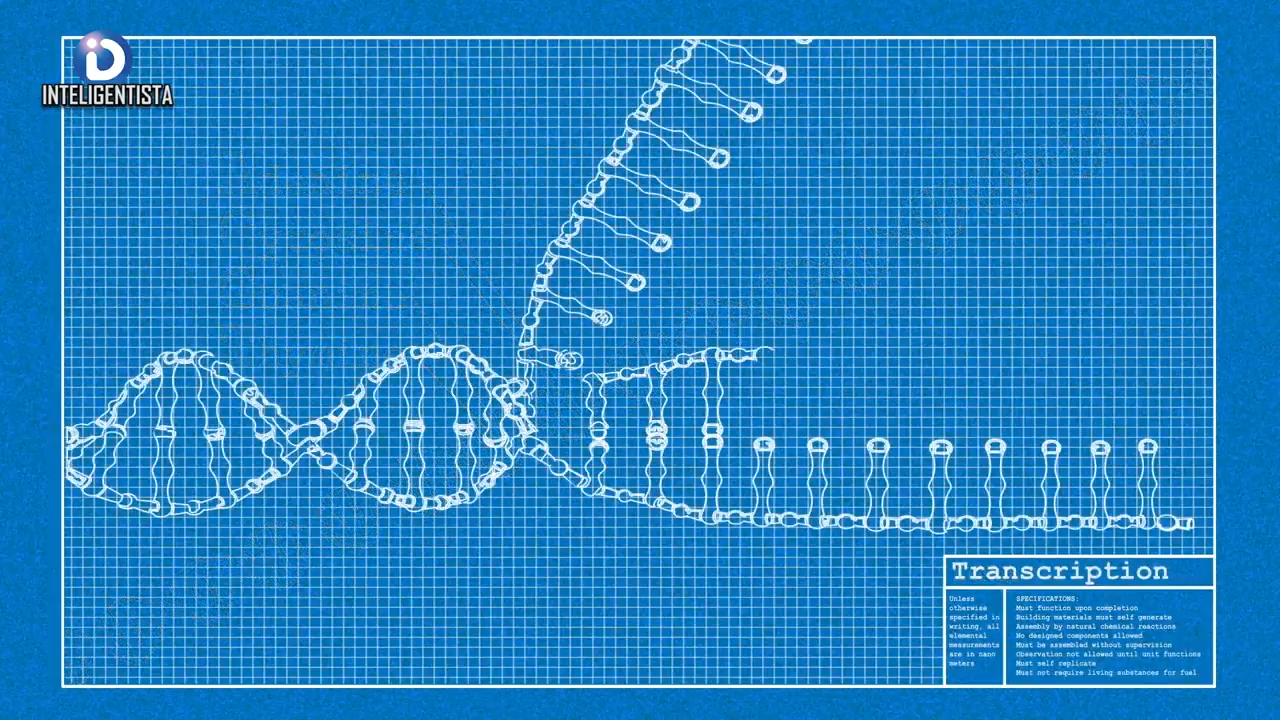 iD
INTELIGENTISTA
Transcription
Unless
otherwise
specified in
writing, all
elemental
measurements
are in nano
meters
SPECIFICATIONS:
Must function upon completion
Building materials must self generate
Assembly by natural chemical reactions
No designed components allowed
Must be assembled without supervision
Observation not allowed until unit functions
Must self replicate
Must not require living substances for fuel